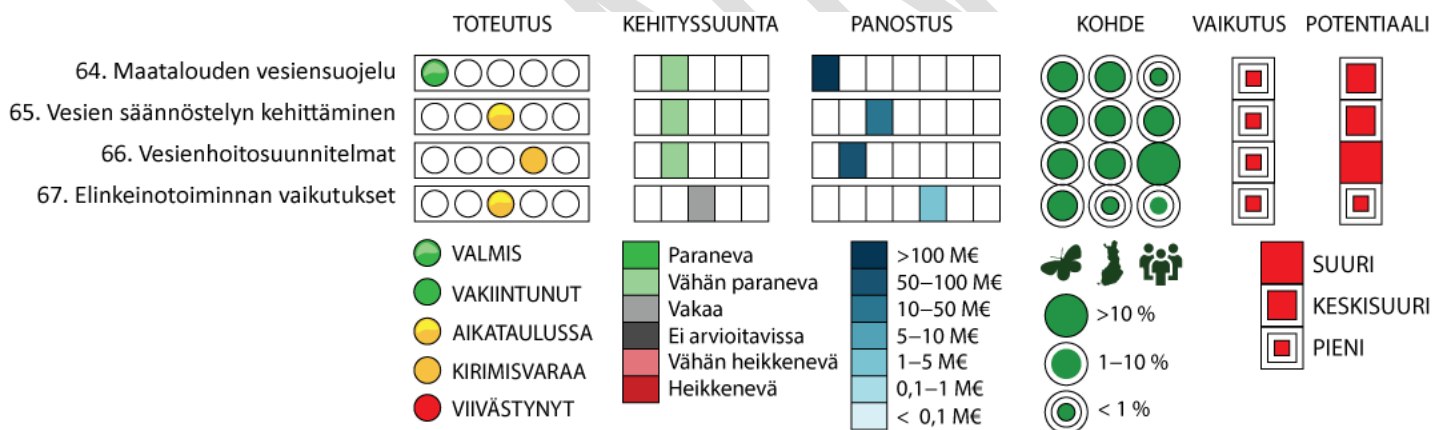 TOTEUTUS KEHITYSSUUNTA PANOSTUS KOHDE VAIKUTUS POTENTIAALI
64. Maatalouden vesiensuojelu
65. Vesien säännöstelyn kehittäminen
66. Vesienhoitosuunnitelmat
67. Elinkeinotoiminnan vaikutukset
VALMIS
VAKIINTUNUT
AIKATAULUSSA
KIRIMISVARAA
VIIVÄSTYNYT
Paraneva
Vähän paraneva
Vakaa
Ei arvioitavissa
Vähän heikkenevä
Heikkenevä
>100 M€
50–100 M€
10–50 M€
5–10 M€
1–5 M€
0,1–1 M€
< 0,1 M€
>10 %
1–10 %
< 1 %
SUURI
KESKISUURI
PIENI